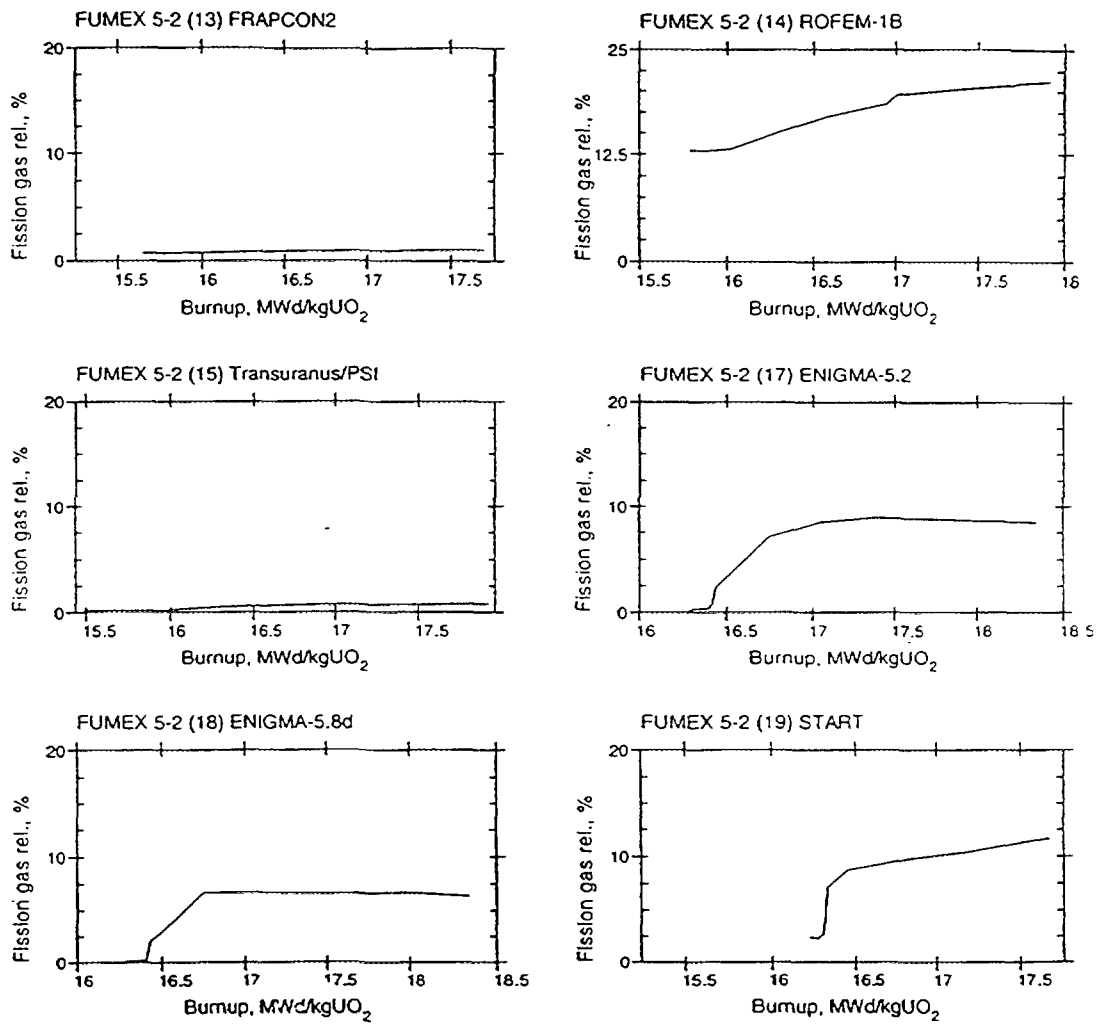 FUMEX 5-2 (13) FRAPCON2
20
10
0
Fission gas rel., %
15.5 16 16.5 17 17.5
Burnup, MWd/kgUO₂
FUMEX 5-2 (14) ROFEM-1B
25
12.5
0
Fission gas rel., %
15.5 16 16.5 17 17.5 18
Burnup, MWd/kgUO₂
FUMEX 5-2 (15) Transuranus/PSI
20
10
0
Fission gas rel., %
15.5 16 16.5 17 17.5
Burnup, MWd/kgUO₂
FUMEX 5-2 (17) ENIGMA-5.2
20
10
0
Fission gas rel., %
16 16.5 17 17.5 18 18 5
Burnup, MWd/kgUO₂
FUMEX 5-2 (18) ENIGMA-5.8d
20
10
0
Fission gas rel., %
16 16.5 17 17.5 18 18.5
Burnup, MWd/kgUO₂
FUMEX 5-2 (19) START
20
10
0
Fission gas rel., %
15.5 16 16.5 17 17.5
Burnup, MWd/kgUO₂